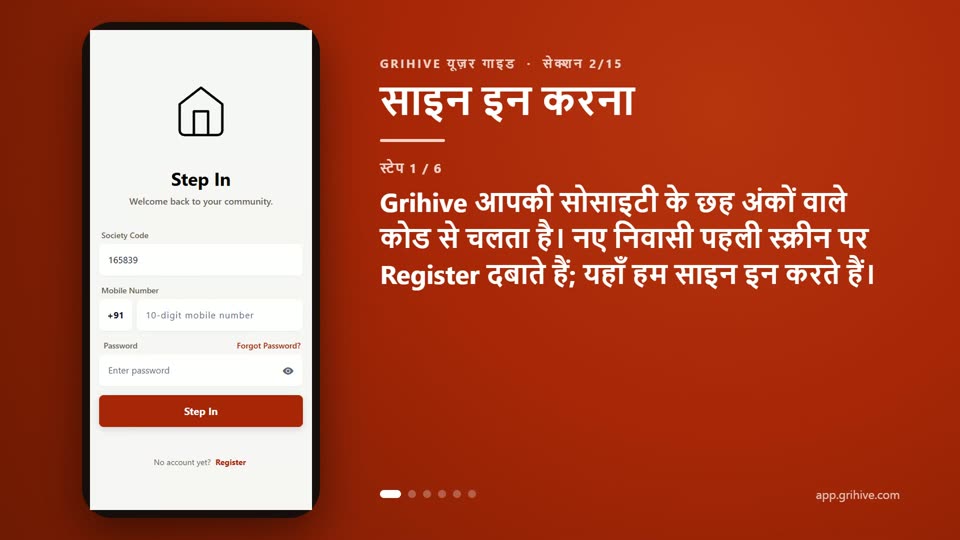 Step In
Welcome back to your community.
Society Code
165839
Mobile Number
+91 10-digit mobile number
Password Forgot Password?
Enter password
Step In
No account yet? Register
GRIHIVE यूज़र गाइड · सेक्शन 2/15
साइन इन करना
स्टेप 1 / 6
Grihive आपकी सोसाइटी के छह अंकों वाले
कोड से चलता है। नए निवासी पहली स्क्रीन पर
Register दबाते हैं; यहाँ हम साइन इन करते हैं।
app.grihive.com